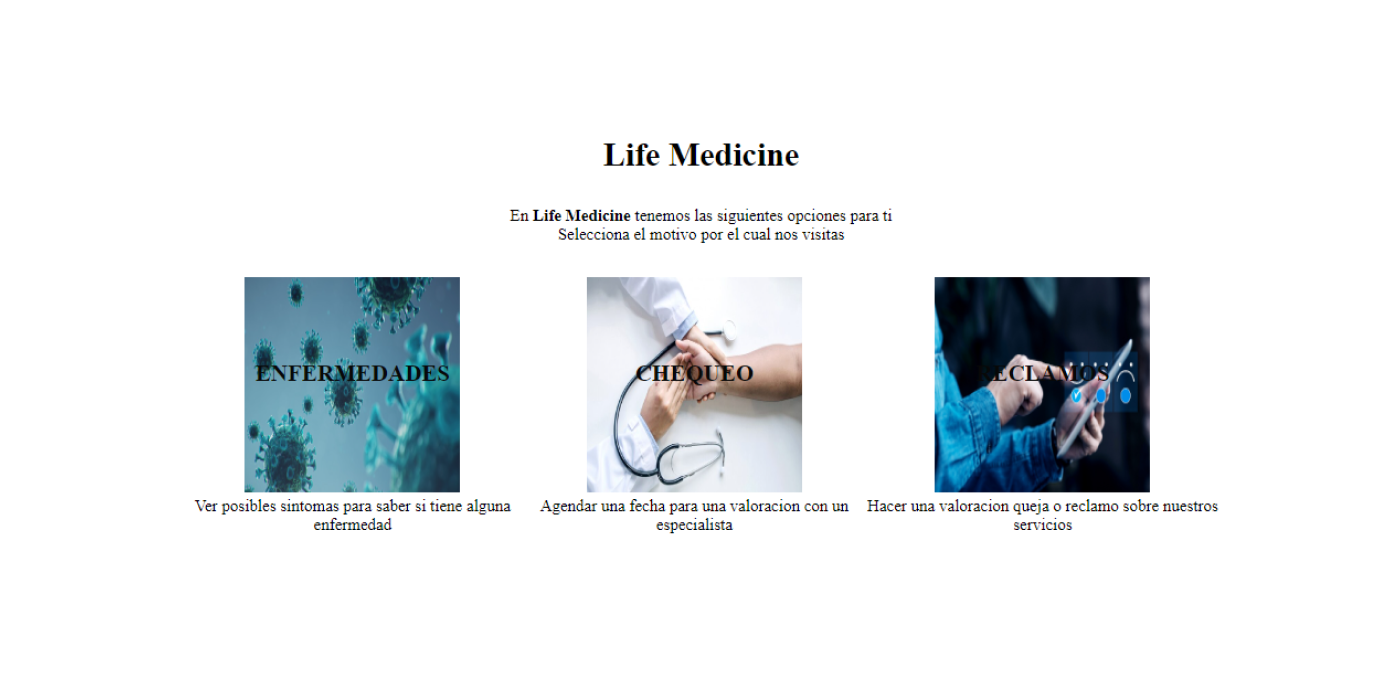 Life Medicine
En Life Medicine tenemos las siguientes opciones para ti
Selecciona el motivo por el cual nos visitas
ENFERMEDADES
CHEQUEO
RECLAMOS
Ver posibles sintomas para saber si tiene alguna
enfermedad
Agendar una fecha para una valoracion con un
especialista
Hacer una valoracion queja o reclamo sobre nuestros
servicios